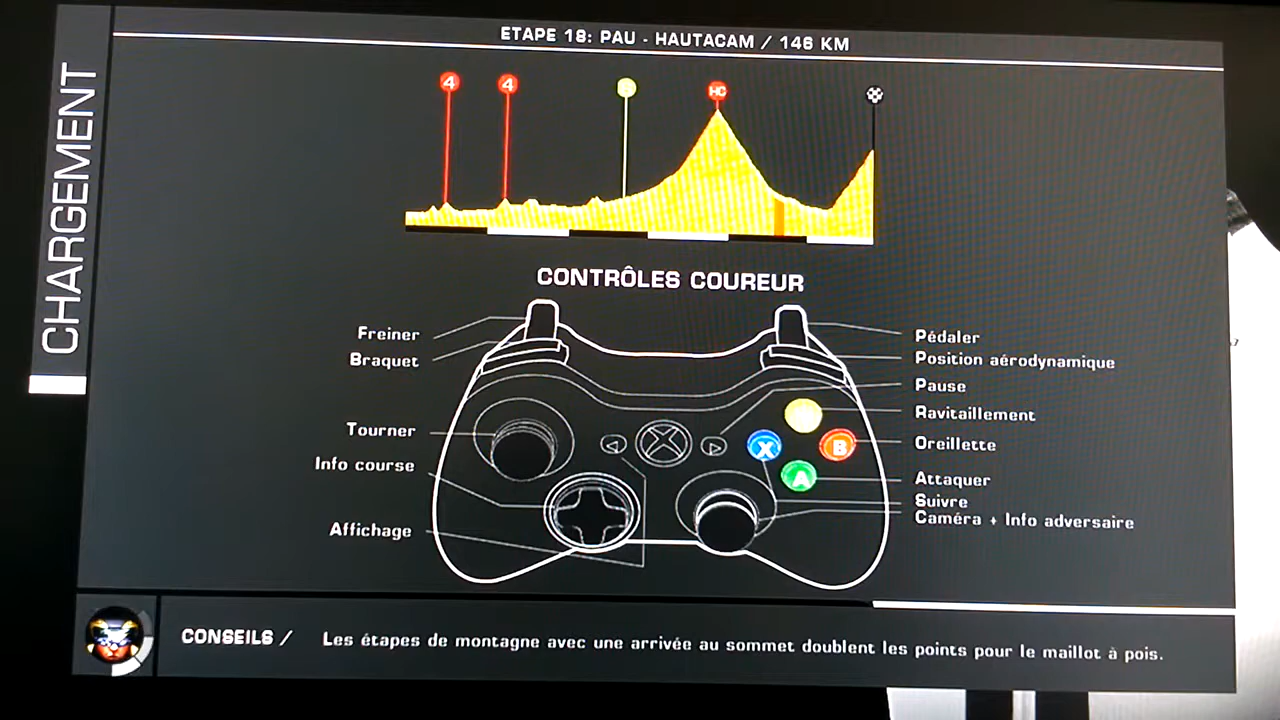 CHARGEMENT
ETAPE 18: PAU - HAUTACAM / 146 KM
4
4
HC
CONTRÔLES COUREUR
Freiner
Braquet
Tourner
Info course
Affichage
Pédaler
Position aérodynamique
Pause
Ravitaillement
Oreillette
Attaquer
Suivre
Caméra + Info adversaire
X
B
A
CONSEILS / Les étapes de montagne avec une arrivée au sommet doublent les points pour le maillot à pois.